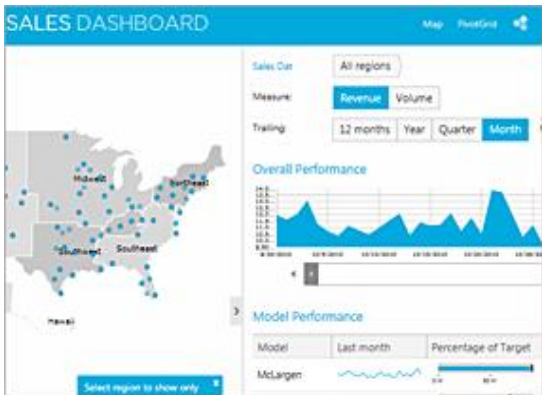 SALES DASHBOARD
Map PivotGrid
Sales Dat All regions
Measure: Revenue Volume
Trailing: 12 months Year Quarter Month
Overall Performance
Midwest
Northeast
Southwest
Southeast
Hawaii
Model Performance
Model Last month Percentage of Target
McLargen
Select region to show only